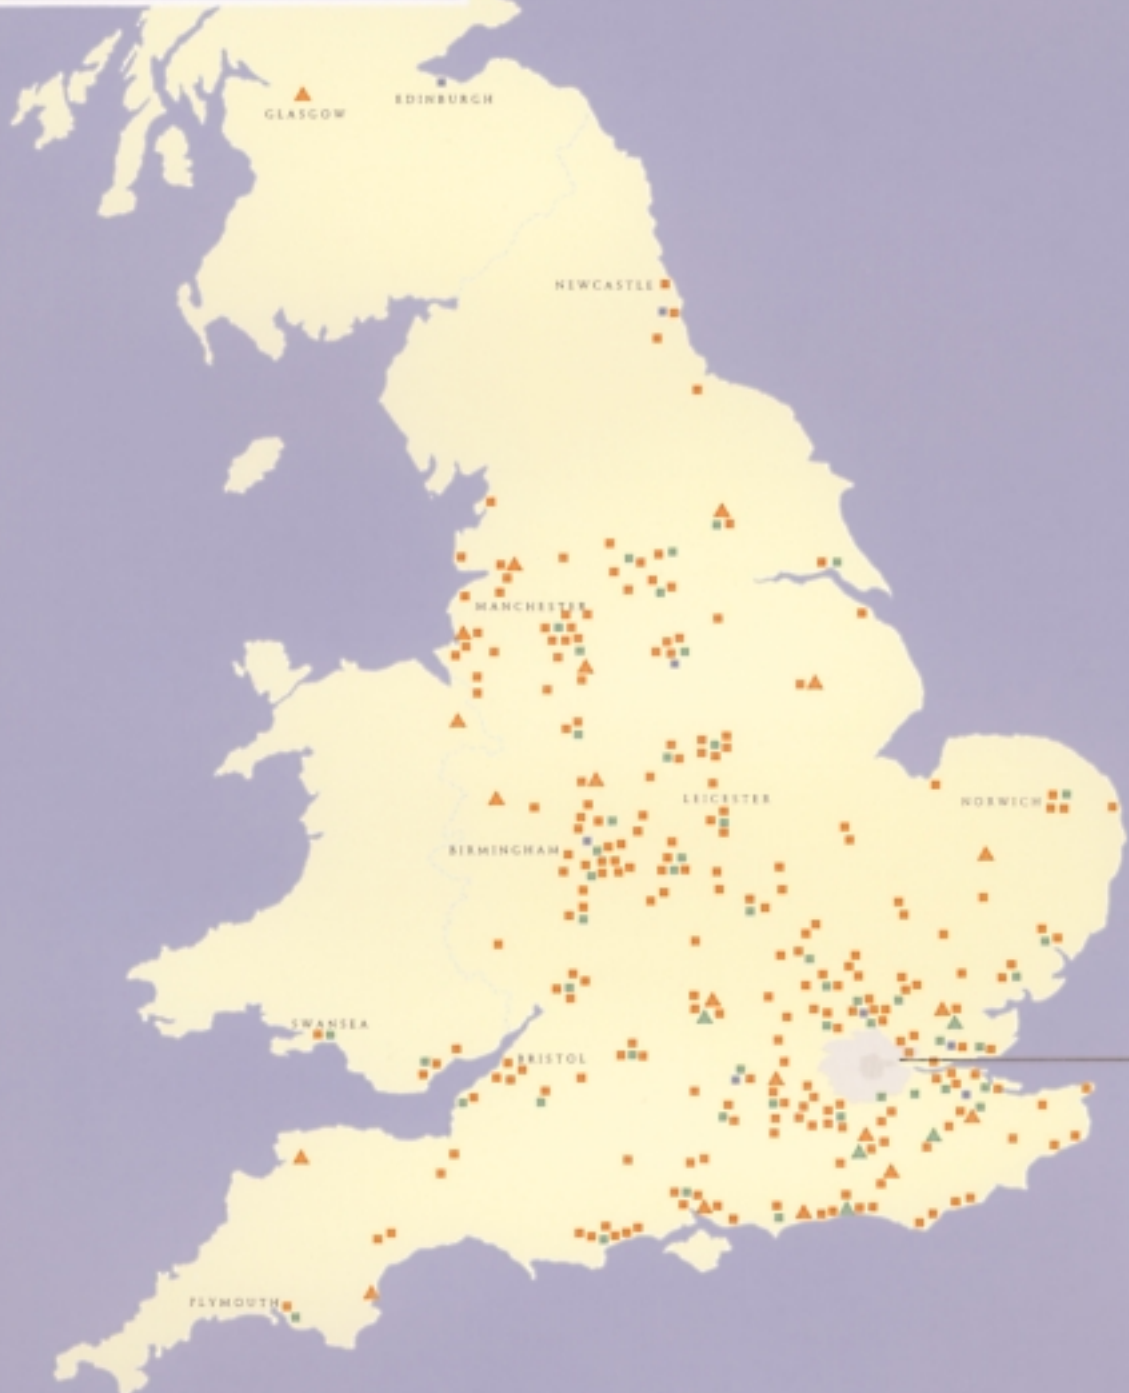 EDINBURGH
GLASGOW
NEWCASTLE
MANCHESTER
LEICESTER
NORWICH
BIRMINGHAM
SWANSEA
BRISTOL
PLYMOUTH